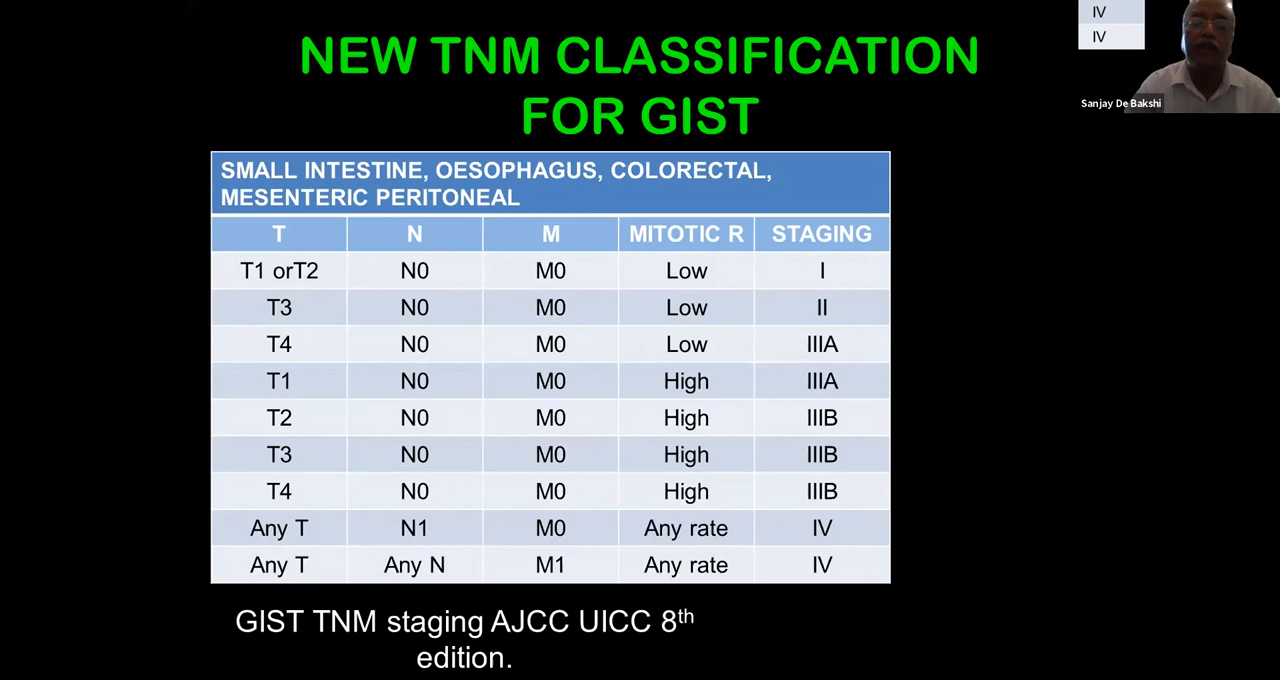 NEW TNM CLASSIFICATION
FOR GIST
IV
IV
Sanjay De Bakshi
SMALL INTESTINE, OESOPHAGUS, COLORECTAL,
MESENTERIC PERITONEAL
T N M MITOTIC R STAGING
T1 orT2 N0 M0 Low I
T3 N0 M0 Low II
T4 N0 M0 Low IIIA
T1 N0 M0 High IIIA
T2 N0 M0 High IIIB
T3 N0 M0 High IIIB
T4 N0 M0 High IIIB
Any T N1 M0 Any rate IV
Any T Any N M1 Any rate IV
GIST TNM staging AJCC UICC 8th
edition.